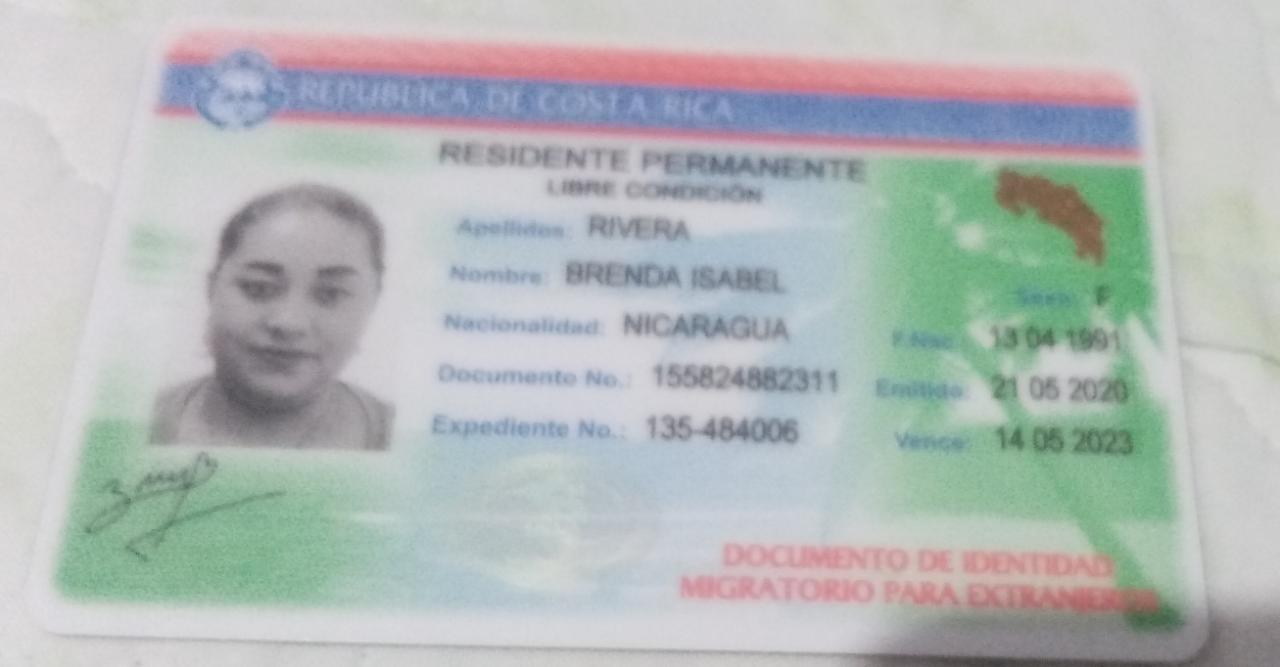 REPUBLICA DE COSTA RICA
RESIDENTE PERMANENTE
LIBRE CONDICIÓN
Apellidos: RIVERA
Nombre: BRENDA ISABEL
Sexo: F
Nacionalidad: NICARAGUA
F.Nac: 13 04 1991
Documento No.: 155824882311
Emitido: 21 05 2020
Expediente No.: 135-484006
Vence: 14 05 2023
DOCUMENTO DE IDENTIDAD
MIGRATORIO PARA EXTRANJEROS